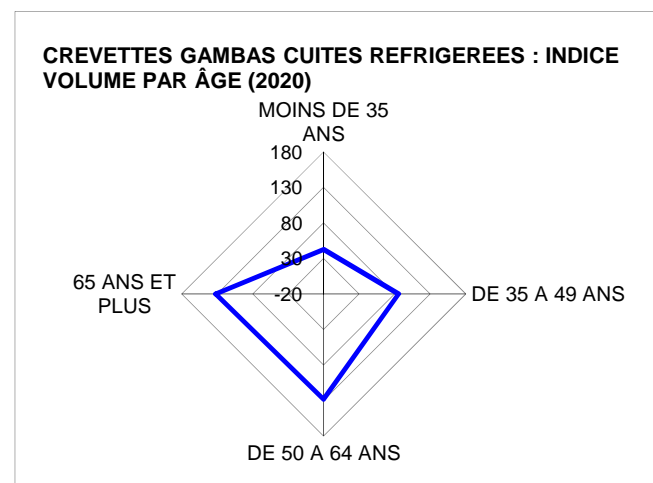 CREVETTES GAMBAS CUITES REFRIGEREES : INDICE
VOLUME PAR ÂGE (2020)
MOINS DE 35
ANS
180
130
80
30
-20
65 ANS ET
PLUS
DE 35 A 49 ANS
DE 50 A 64 ANS